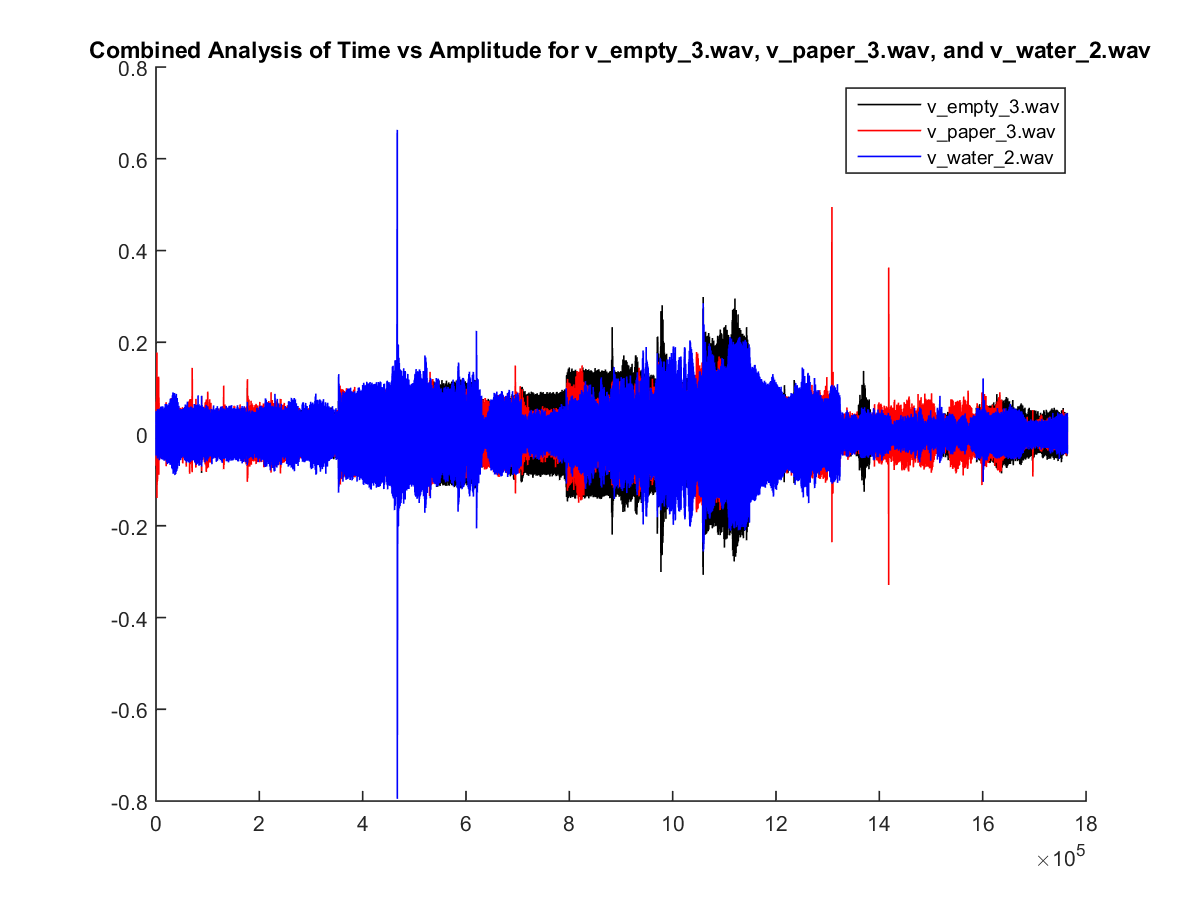 Combined Analysis of Time vs Amplitude for v_empty_3.wav, v_paper_3.wav, and v_water_2.wav
0.8
0.6
0.4
0.2
0
-0.2
-0.4
-0.6
-0.8
v_empty_3.wav
v_paper_3.wav
v_water_2.wav
0 2 4 6 8 10 12 14 16 18
×10⁵